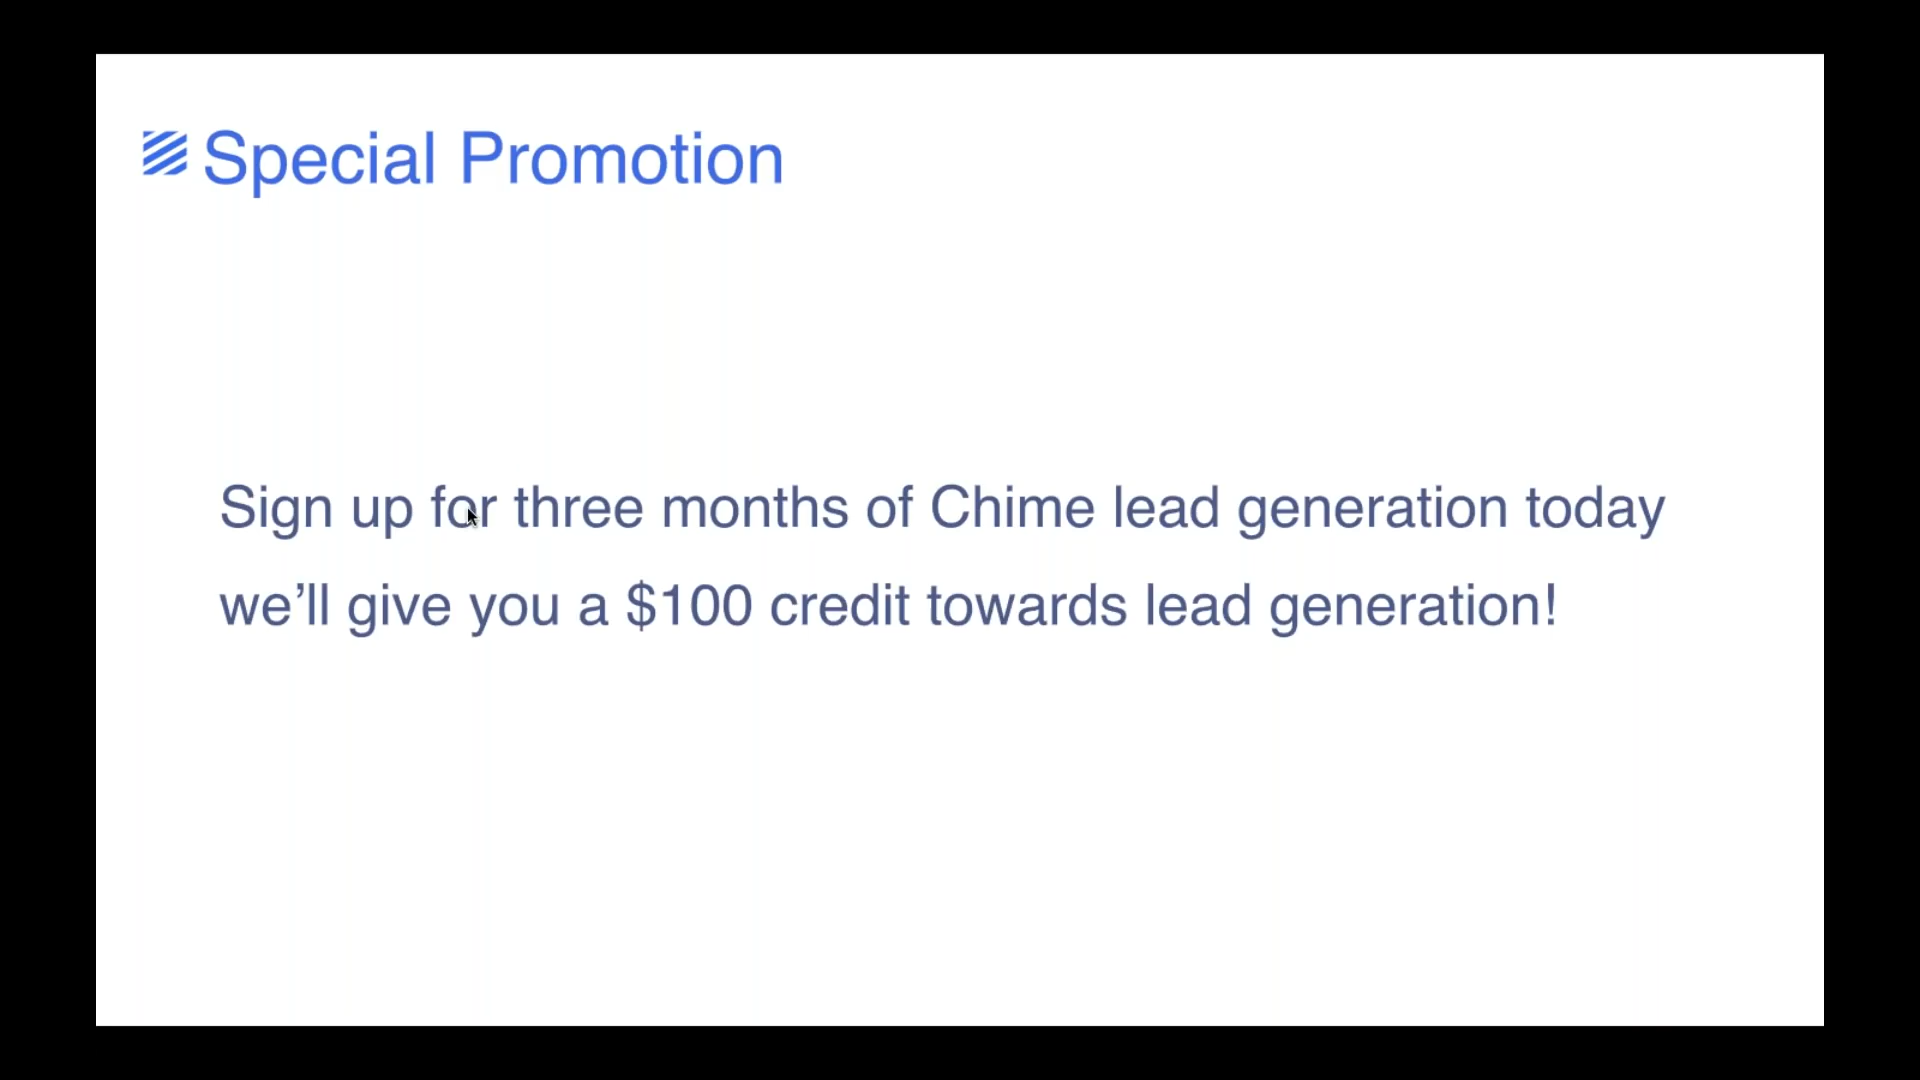 Special Promotion
Sign up for three months of Chime lead generation today
we’ll give you a $100 credit towards lead generation!